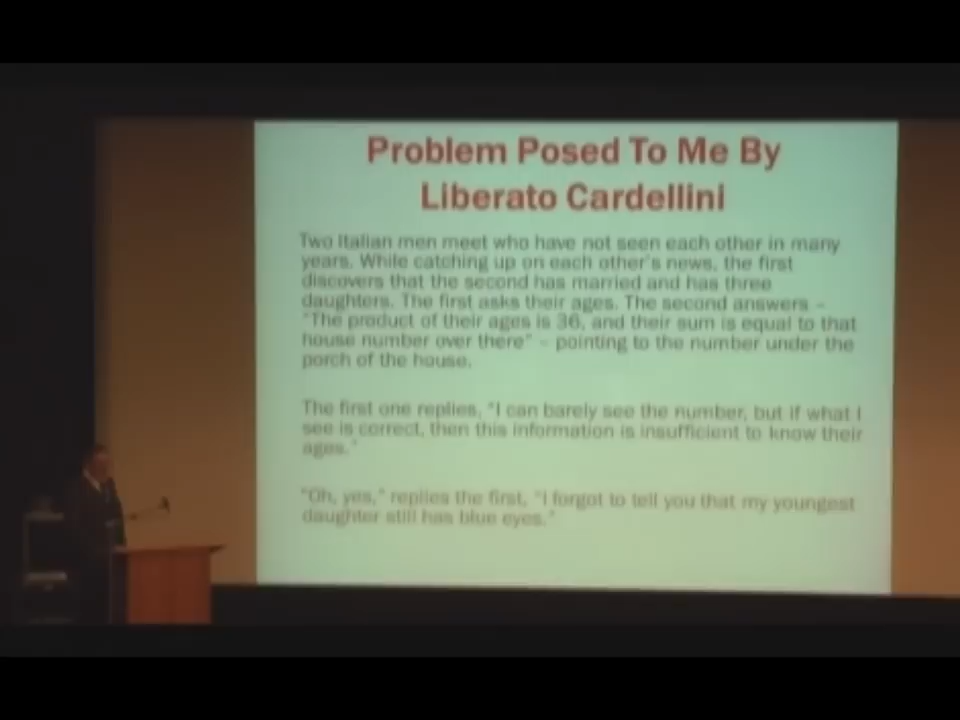 Problem Posed To Me By
Liberato Cardellini
Two Italian men meet who have not seen each other in many
years. While catching up on each other's news, the first
discovers that the second has married and has three
daughters. The first asks their ages. The second answers –
"The product of their ages is 36, and their sum is equal to that
house number over there" – pointing to the number under the
porch of the house.
The first one replies, "I can barely see the number, but if what I
see is correct, then this information is insufficient to know their
ages."
"Oh, yes," replies the first, "I forgot to tell you that my youngest
daughter still has blue eyes."